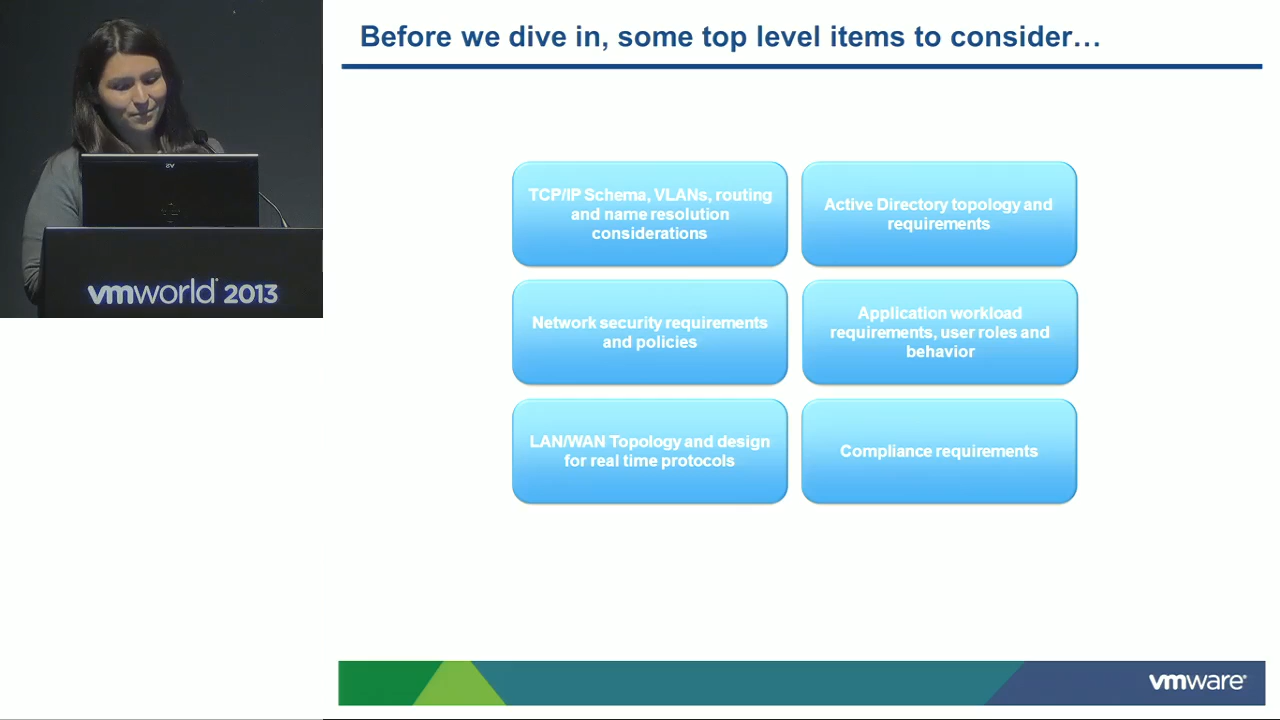 Before we dive in, some top level items to consider…
TCP/IP Schema, VLANs, routing
and name resolution
considerations
Active Directory topology and
requirements
Network security requirements
and policies
Application workload
requirements, user roles and
behavior
LAN/WAN Topology and design
for real time protocols
Compliance requirements
vmworld 2013
vmware